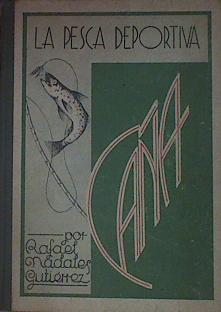 LA PESCA DEPORTIVA
CAÑA
por
Rafael
Nadales
Gutiérrez